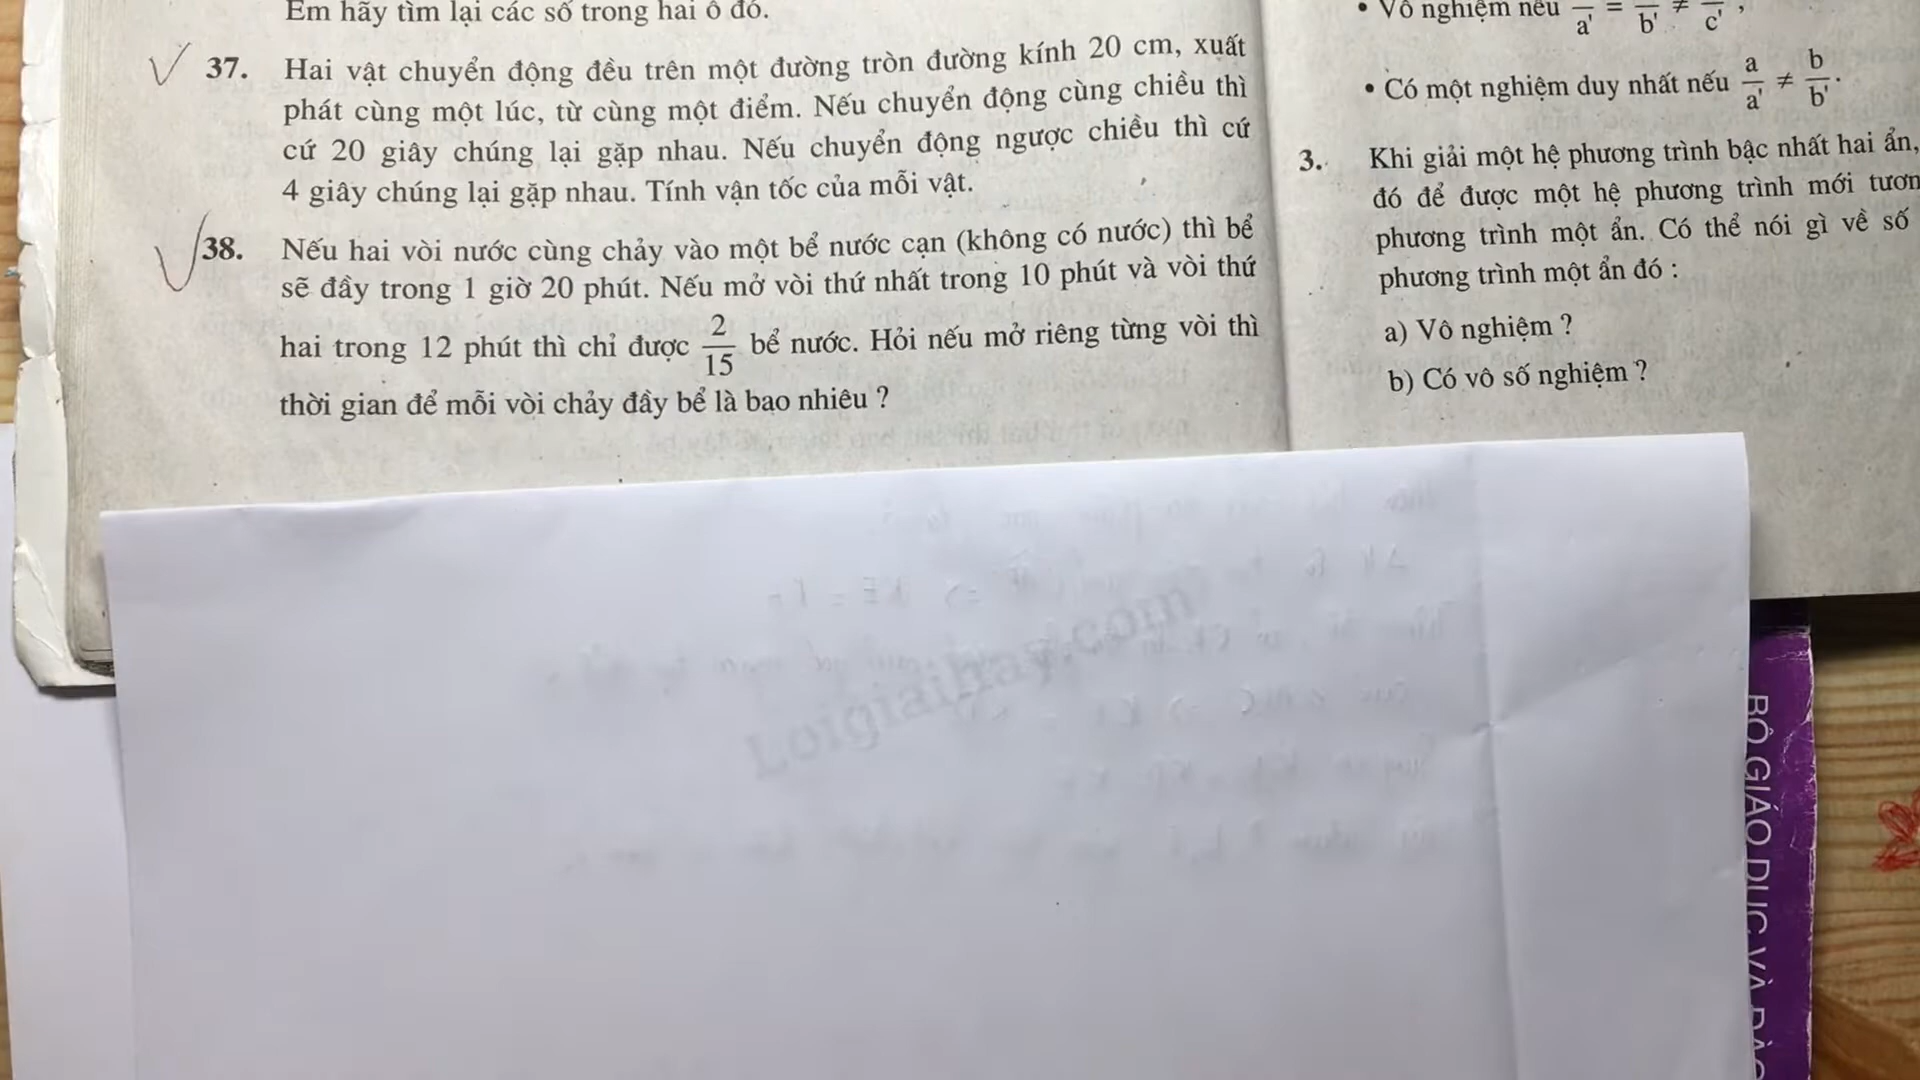 Em hãy tìm lại các số trong hai ô đó.
37. Hai vật chuyển động đều trên một đường tròn đường kính 20 cm, xuất
phát cùng một lúc, từ cùng một điểm. Nếu chuyển động cùng chiều thì
cứ 20 giây chúng lại gặp nhau. Nếu chuyển động ngược chiều thì cứ
4 giây chúng lại gặp nhau. Tính vận tốc của mỗi vật.
38. Nếu hai vòi nước cùng chảy vào một bể nước cạn (không có nước) thì bể
sẽ đầy trong 1 giờ 20 phút. Nếu mở vòi thứ nhất trong 10 phút và vòi thứ
hai trong 12 phút thì chỉ được 2/15 bể nước. Hỏi nếu mở riêng từng vòi thì
thời gian để mỗi vòi chảy đầy bể là bao nhiêu ?
• Vô nghiệm nếu a' = b' ≠ c' ,
• Có một nghiệm duy nhất nếu a/a' ≠ b/b'.
3. Khi giải một hệ phương trình bậc nhất hai ẩn,
đó để được một hệ phương trình mới tươn
phương trình một ẩn. Có thể nói gì về số
phương trình một ẩn đó :
a) Vô nghiệm ?
b) Có vô số nghiệm ?
Loigiaihay.com
BỘ GIÁO DỤC VÀ ĐÀO